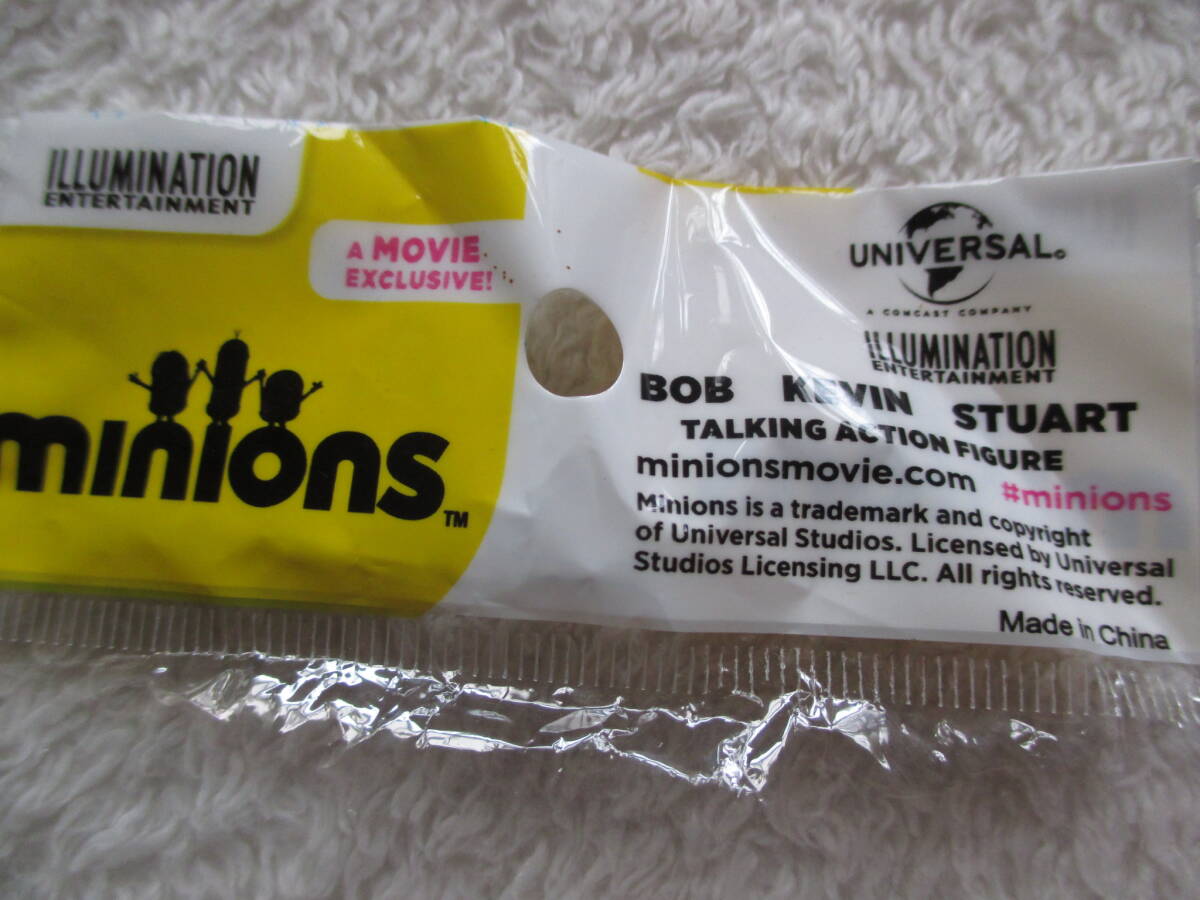 ILLUMINATION
ENTERTAINMENT
A MOVIE
EXCLUSIVE!
minions™
UNIVERSAL®
A COMCAST COMPANY
ILLUMINATION
ENTERTAINMENT
BOB KEVIN STUART
TALKING ACTION FIGURE
minionsmovie.com #minions
Minions is a trademark and copyright
of Universal Studios. Licensed by Universal
Studios Licensing LLC. All rights reserved.
Made in China